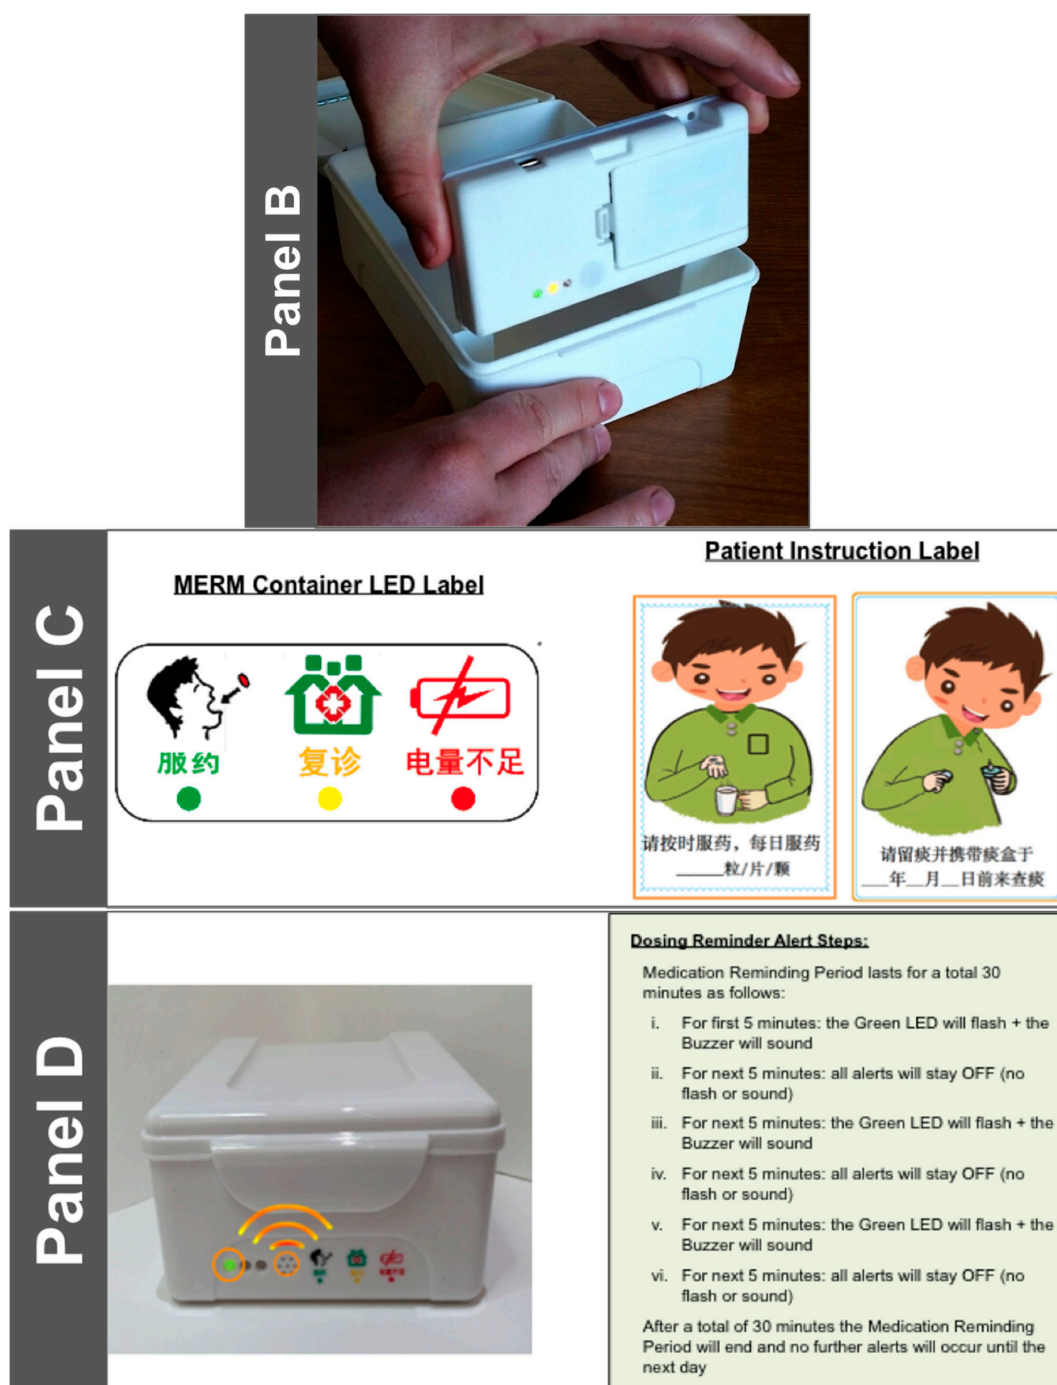 Panel B
Panel C
MERM Container LED Label
服药
复诊
电量不足
Patient Instruction Label
请按时服药，每日服药
_____粒/片/颗
请留痰并携带痰盒于
___年__月__日前来查痰
Panel D
服药
电量不足
Dosing Reminder Alert Steps:
Medication Reminding Period lasts for a total 30
minutes as follows:
i. For first 5 minutes: the Green LED will flash + the
Buzzer will sound
ii. For next 5 minutes: all alerts will stay OFF (no
flash or sound)
iii. For next 5 minutes: the Green LED will flash + the
Buzzer will sound
iv. For next 5 minutes: all alerts will stay OFF (no
flash or sound)
v. For next 5 minutes: the Green LED will flash + the
Buzzer will sound
vi. For next 5 minutes: all alerts will stay OFF (no
flash or sound)
After a total of 30 minutes the Medication Reminding
Period will end and no further alerts will occur until the
next day